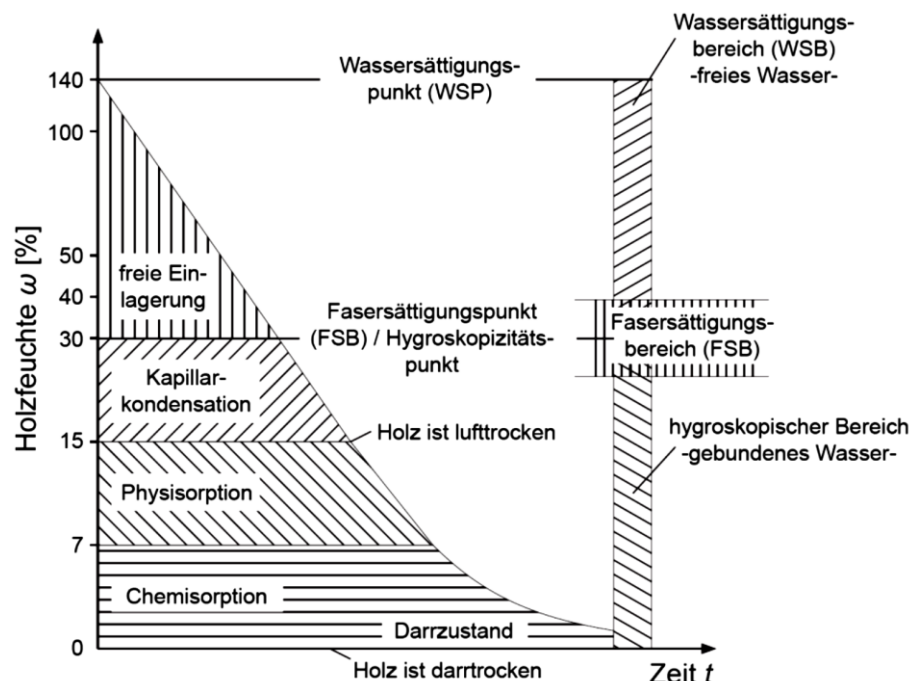 Wassersättigungs-
bereich (WSB)
-freies Wasser-
Wassersättigungs-
punkt (WSP)
140
120
100
50
40
30
15
7
0
Holzfeuchte ω [%]
freie Ein-
lagerung
Fasersättigungspunkt
(FSB) / Hygroskopizitäts-
punkt
Fasersättigungs-
bereich (FSB)
Kapillar-
kondensation
Holz ist lufttrocken
hygroskopischer Bereich
-gebundenes Wasser-
Physisorption
Chemisorption
Darrzustand
Holz ist darrtrocken
Zeit t